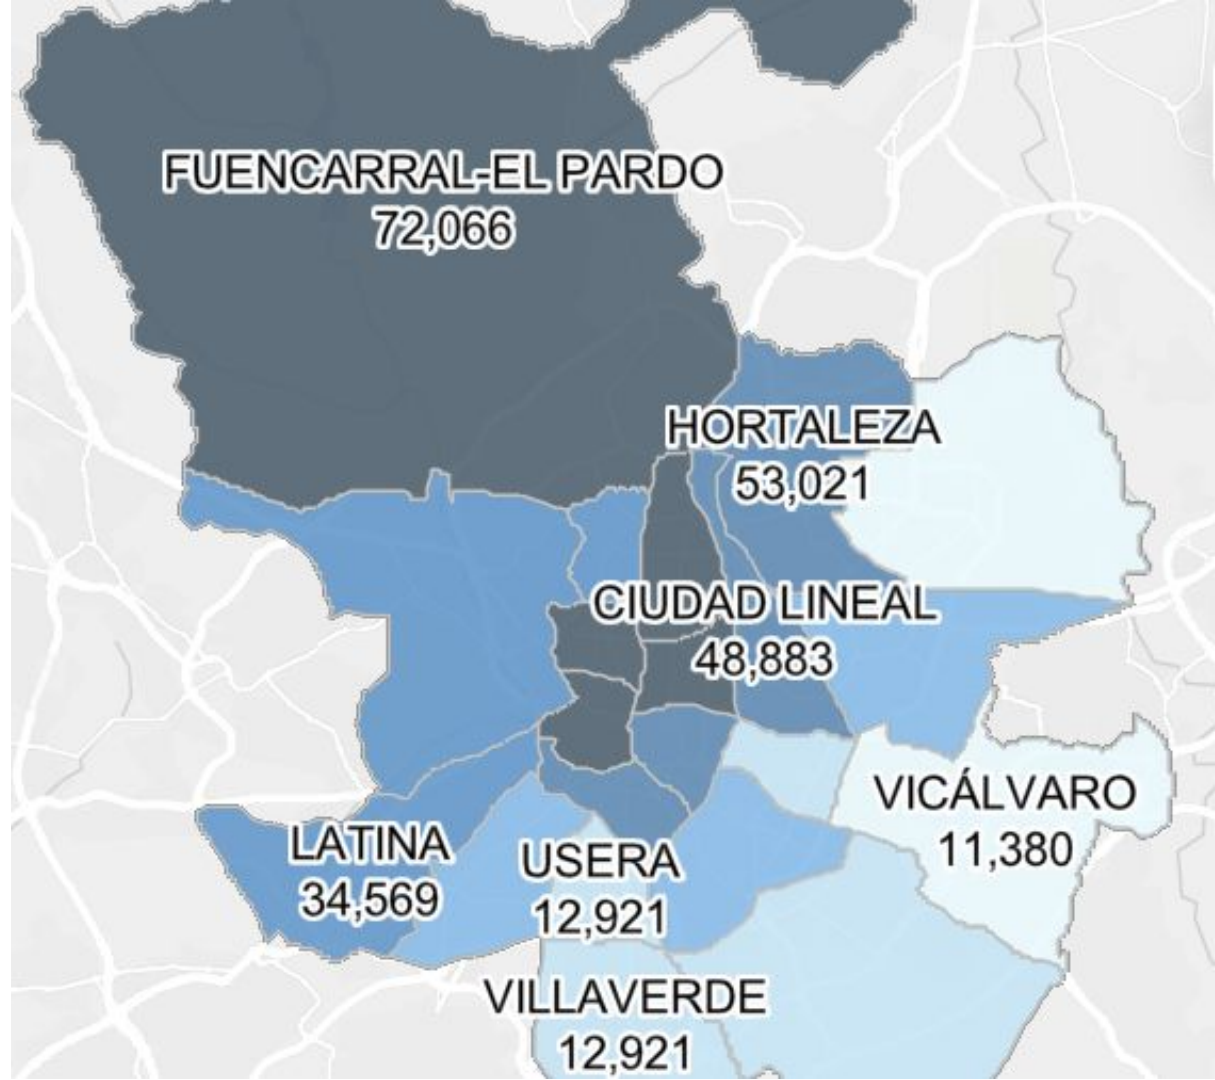 FUENCARRAL-EL PARDO
72,066
HORTALEZA
53,021
CIUDAD LINEAL
48,883
VICÁLVARO
11,380
LATINA
34,569
USERA
12,921
VILLAVERDE
12,921